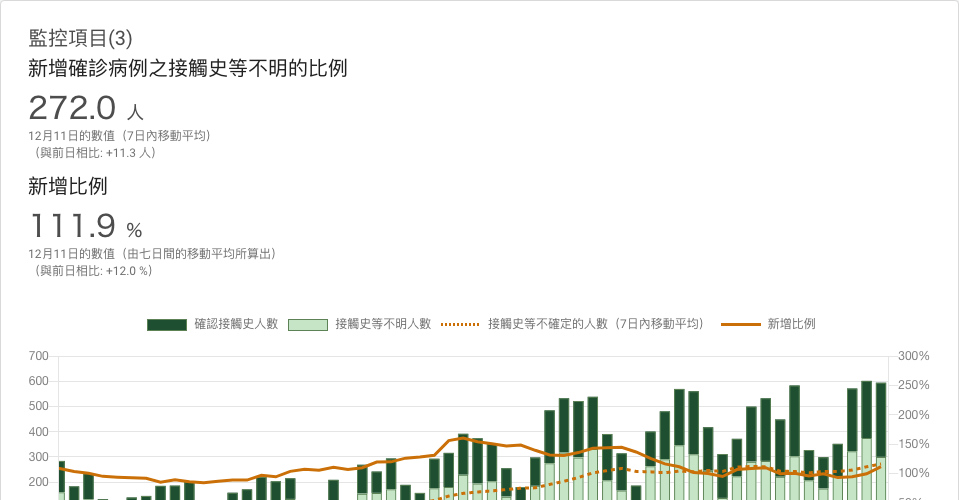 監控項目(3)
新增確診病例之接觸史等不明的比例
272.0 人
12月11日的數值（7日內移動平均）
（與前日相比: +11.3 人）
新增比例
111.9 %
12月11日的數值（由七日間的移動平均所算出）
（與前日相比: +12.0 %）
確認接觸史人數 接觸史等不明人數 接觸史等不確定的人數（7日內移動平均） 新增比例
700 300%
600 250%
500 200%
400 150%
300 100%
200